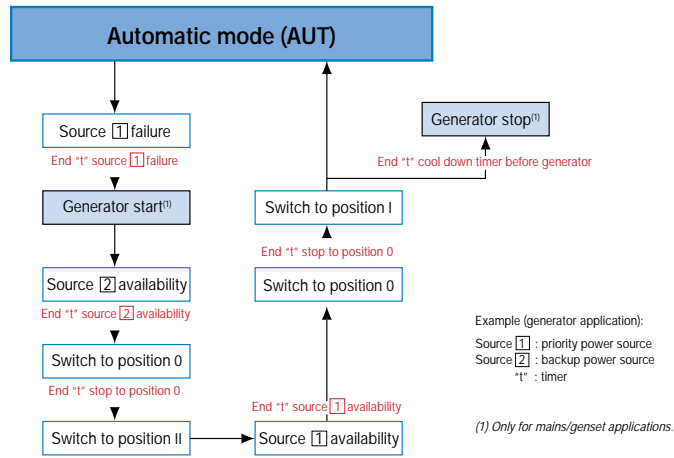 Automatic mode (AUT)
Source 1 failure
End “t” source 1 failure
Generator start(1)
Source 2 availability
End “t” source 2 availability
Switch to position 0
End “t” stop to position 0
Switch to position II
Source 1 availability
End “t” source 1 availability
Switch to position 0
End “t” stop to position 0
Switch to position I
End “t” cool down timer before generator
Generator stop(1)
Example (generator application):
Source 1 : priority power source
Source 2 : backup power source
“t” : timer
(1) Only for mains/genset applications.